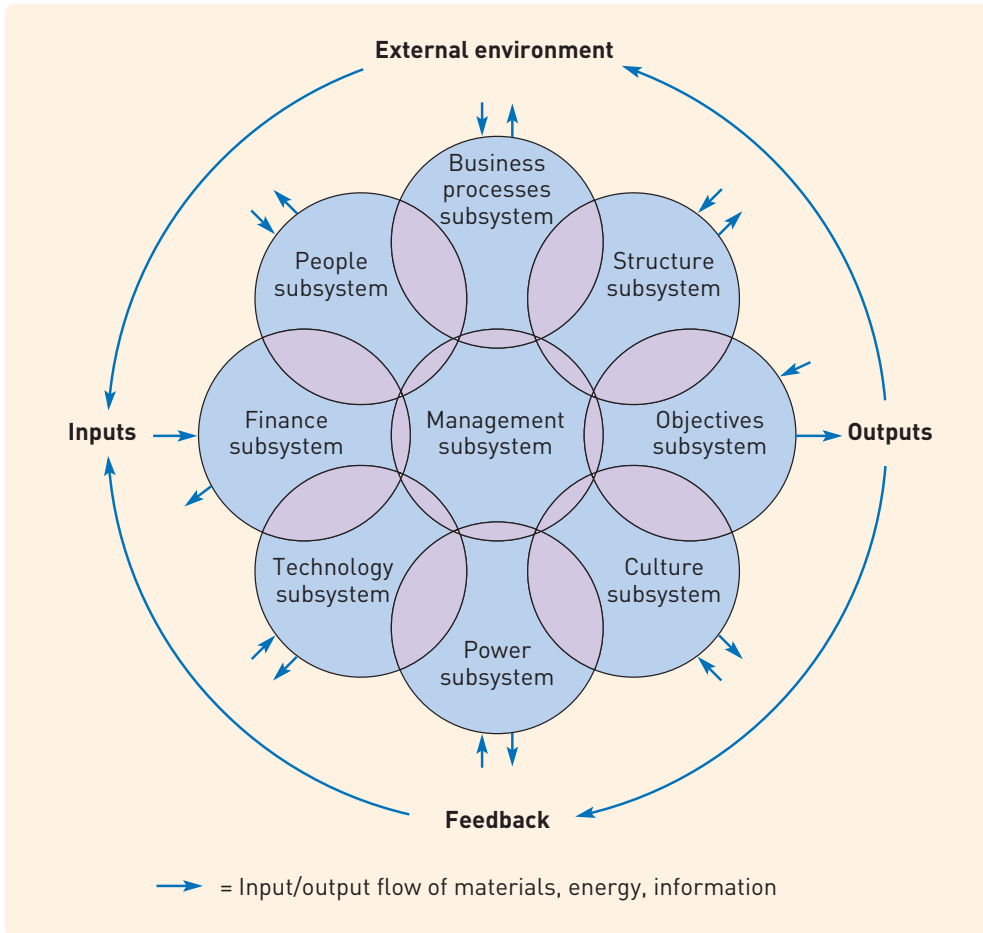 External environment
Business
processes
subsystem
People
subsystem
Structure
subsystem
Inputs
Finance
subsystem
Management
subsystem
Objectives
subsystem
Outputs
Technology
subsystem
Culture
subsystem
Power
subsystem
Feedback
= Input/output flow of materials, energy, information